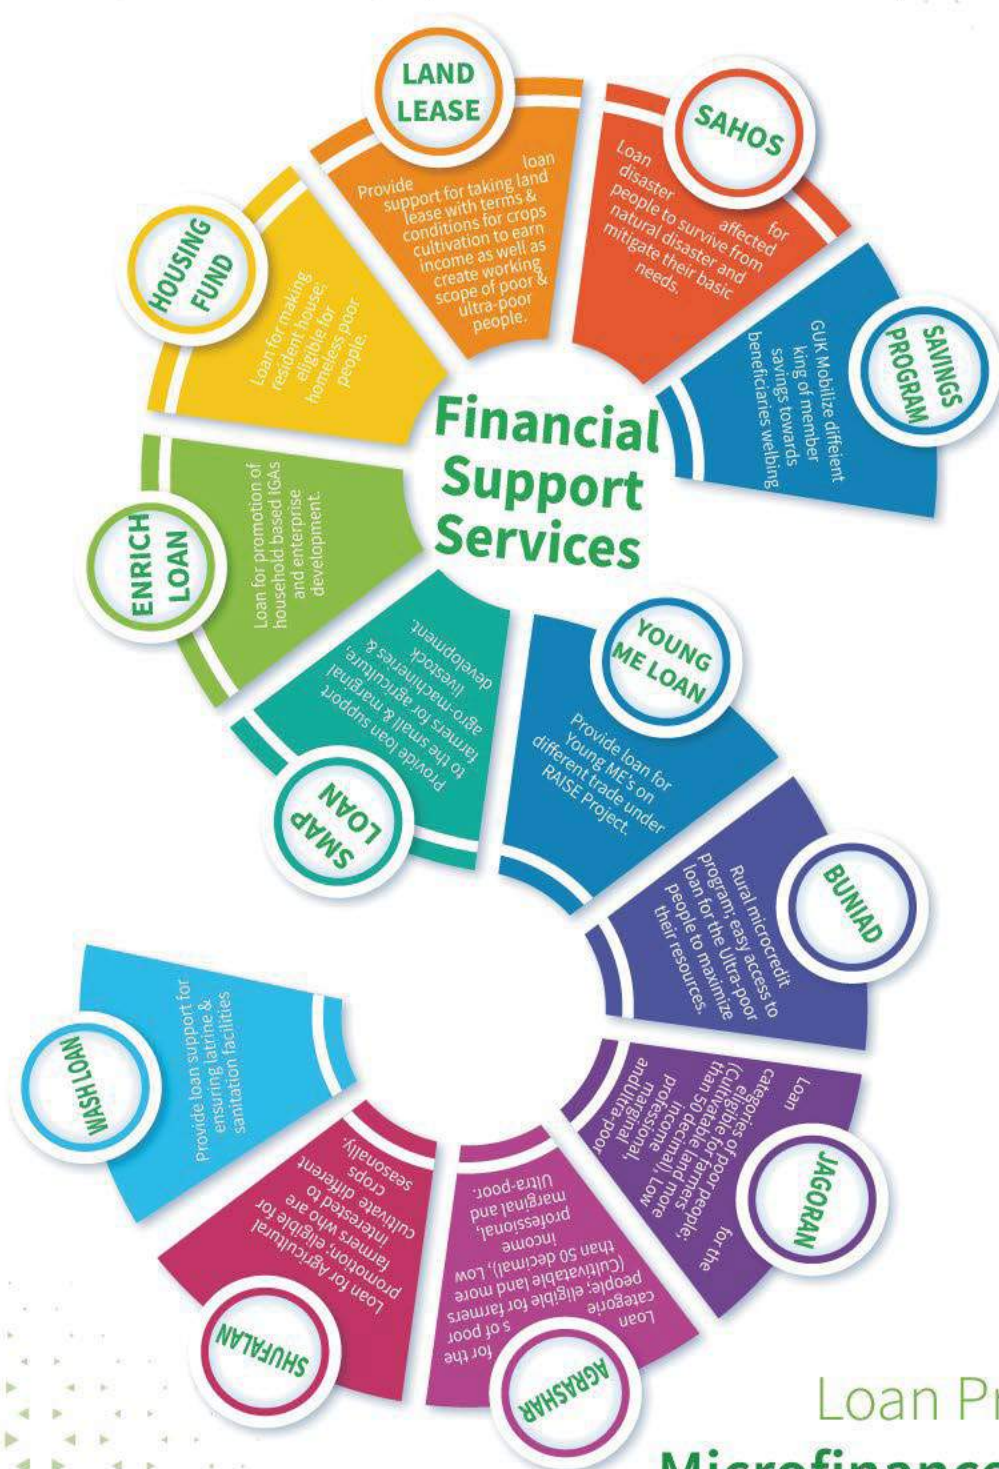 Financial
Support
Services
SAVINGS
PROGRAM
GUK Mobilize diffeient
king of member
savings towards
beneficiaries welbing
SAHOS
Loan for
disaster affected
people to survive from
natural disaster and
mitigate their basic
needs.
LAND
LEASE
Provide loan
support for taking land
lease with terms &
conditions for crops
cultivation to earn
income as well as
create working
scope of poor &
ultra-poor
people.
HOUSING
FUND
Loan for making
resident house;
eligible for
homeless poor
people.
ENRICH
LOAN
Loan for promotion of
household based IGAs
and enterprise
development.
SMAP
LOAN
Provide loan support
to the small & marginal
farmers for agriculture,
agro-machineries &
livestock
development.
YOUNG
ME LOAN
Provide loan for
Young ME's on
different trade under
RAISE Project.
BUNIAD
Rural microcredit
program; easy access to
loan for the Ultra-poor
people to maximize
their resources.
JAGORAN
Loan for the
categories of poor people;
eligible for farmers
(Cultivatable land more
than 50 decimal), Low
income
professional,
marginal
andUltra-poor
AGRASHAR
Loan for the
categorie s of poor
people; eligible for farmers
(Cultivatable land more
than 50 decimal), Low
income
professional,
marginal and
Ultra-poor.
SHUFALAN
Loan for Agricultural
promotion; eligible for
farmers who are
interested to
cultivate different
crops
seasonally.
WASH LOAN
Provide loan support for
ensuring latrine &
sanitation facilities
Loan Pr
Microfinance